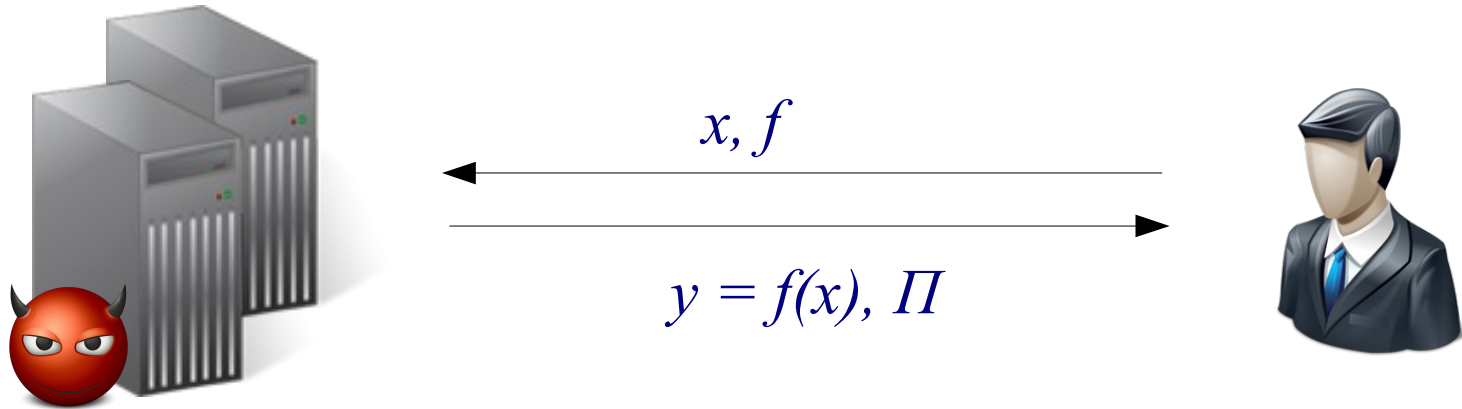 x, f
y = f(x), Π